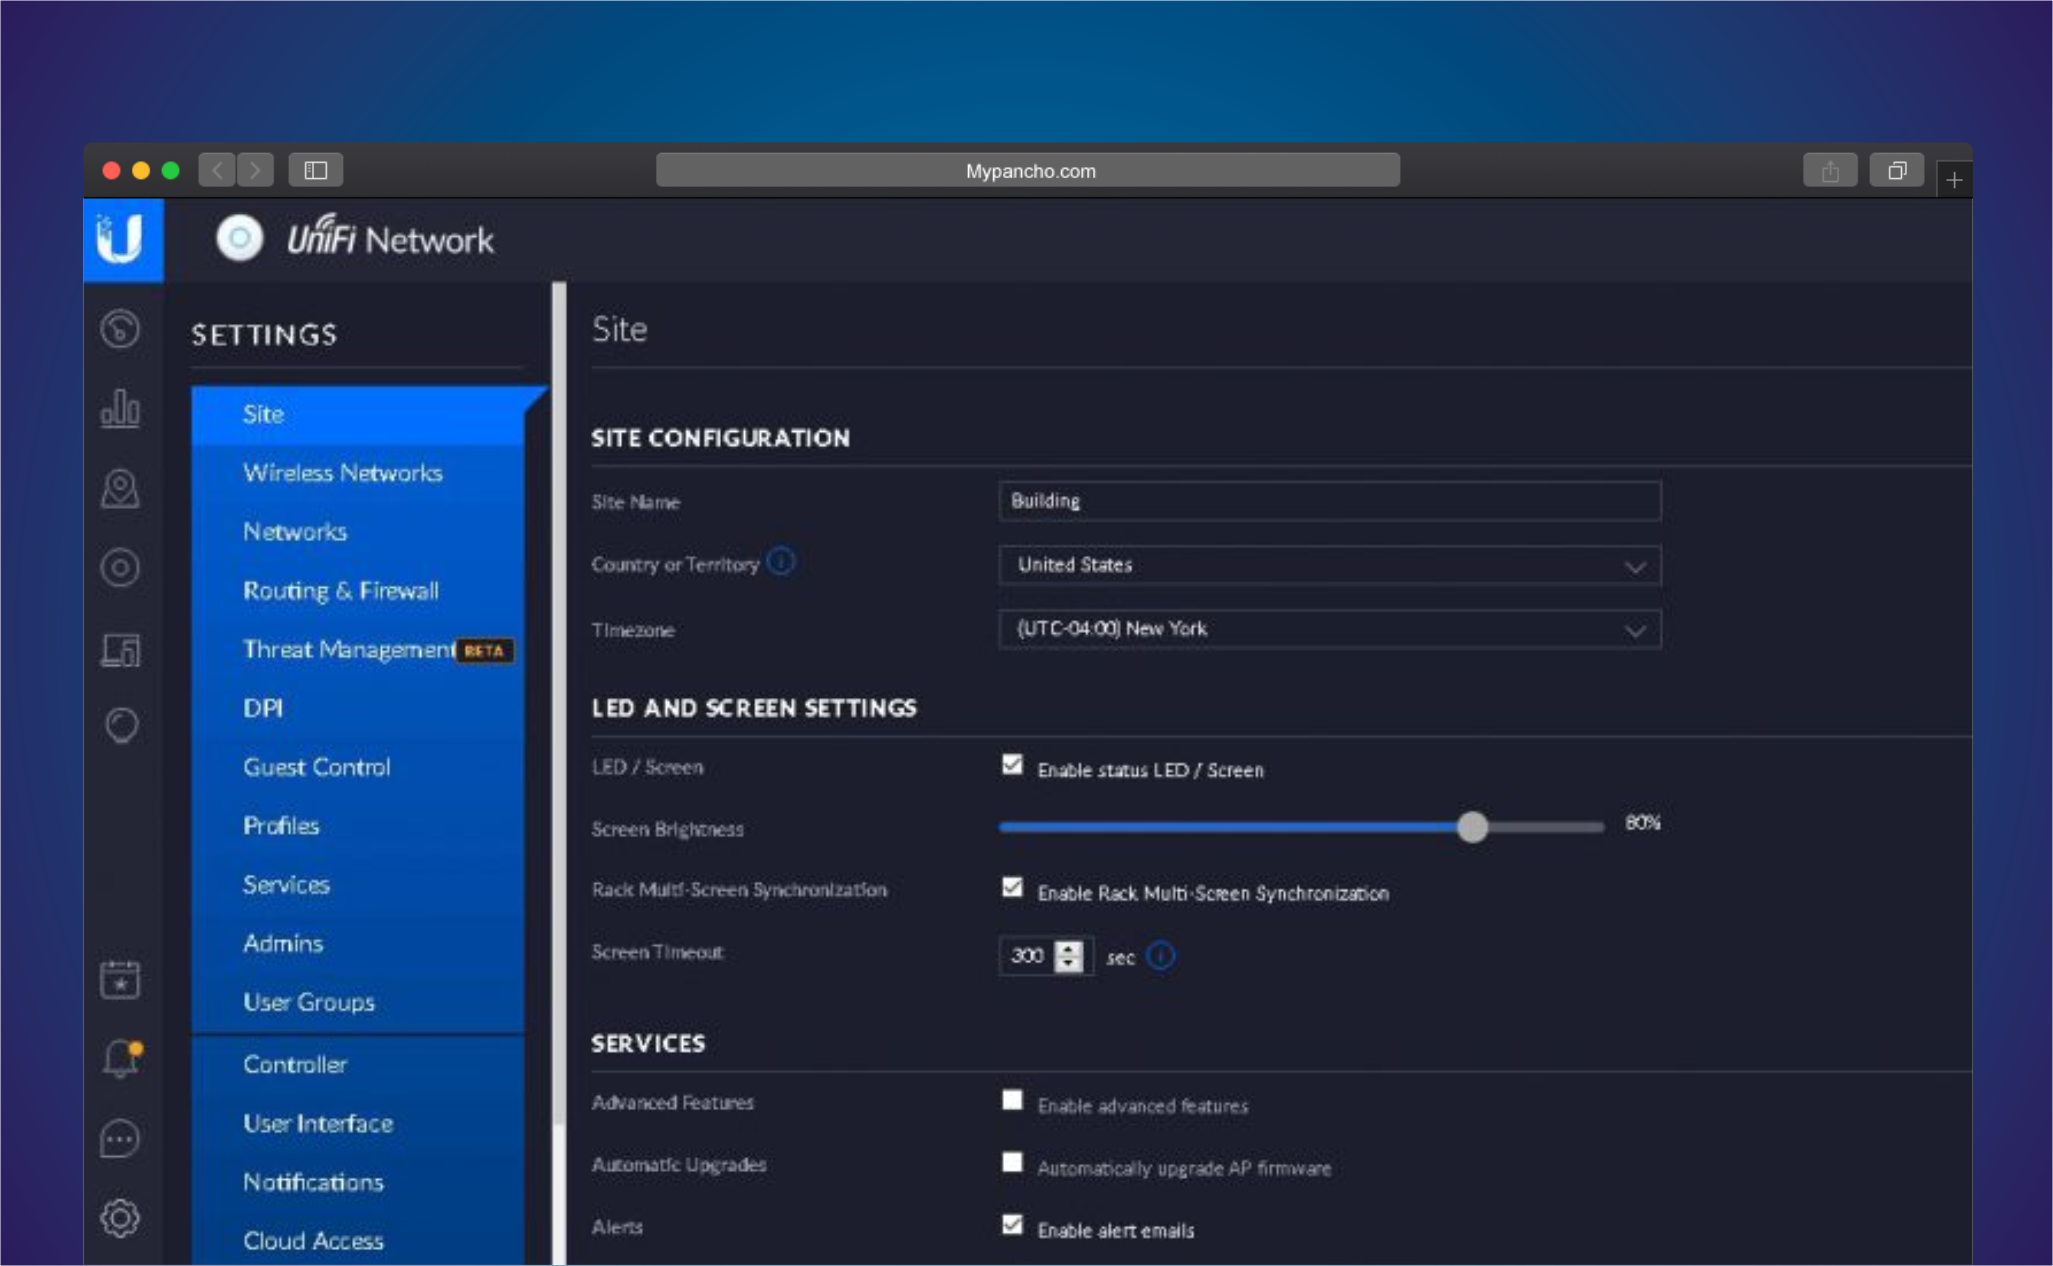 Mypancho.com
UniFi Network
SETTINGS
Site
Wireless Networks
Networks
Routing & Firewall
Threat Management BETA
DPI
Guest Control
Profiles
Services
Admins
User Groups
Controller
User Interface
Notifications
Cloud Access
Site
SITE CONFIGURATION
Site Name Building
Country or Territory United States
Timezone (UTC-04:00) New York
LED AND SCREEN SETTINGS
LED / Screen Enable status LED / Screen
Screen Brightness 80%
Rack Multi-Screen Synchronization Enable Rack Multi-Screen Synchronization
Screen Timeout 300 sec
SERVICES
Advanced Features Enable advanced features
Automatic Upgrades Automatically upgrade AP firmware
Alerts Enable alert emails